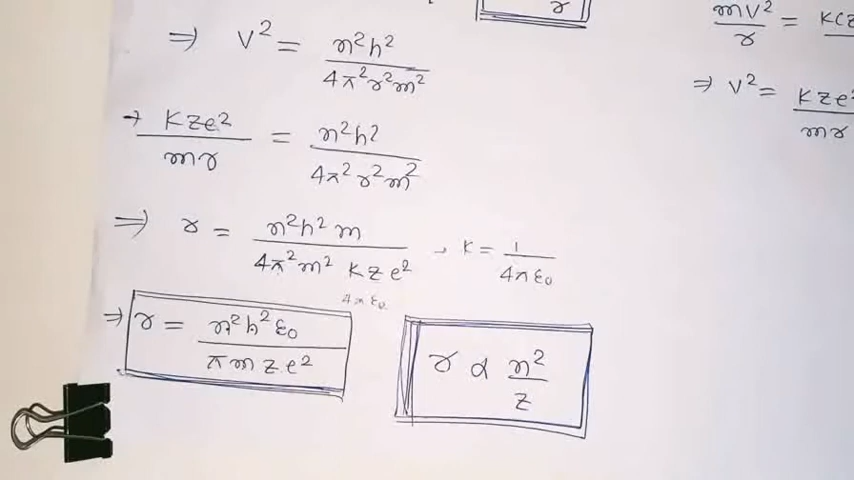 ⇒ V² = n²h² / 4π²r²m²
→ KZe² / mr = n²h² / 4π²r²m²
⇒ r = n²h²m / 4π²m² KZe² , K = 1 / 4πε₀
4πε₀
⇒ r = n²h²ε₀ / πmZe²
r ∝ n² / Z
r
mV² / r =
⇒ V² = KZe² / mr